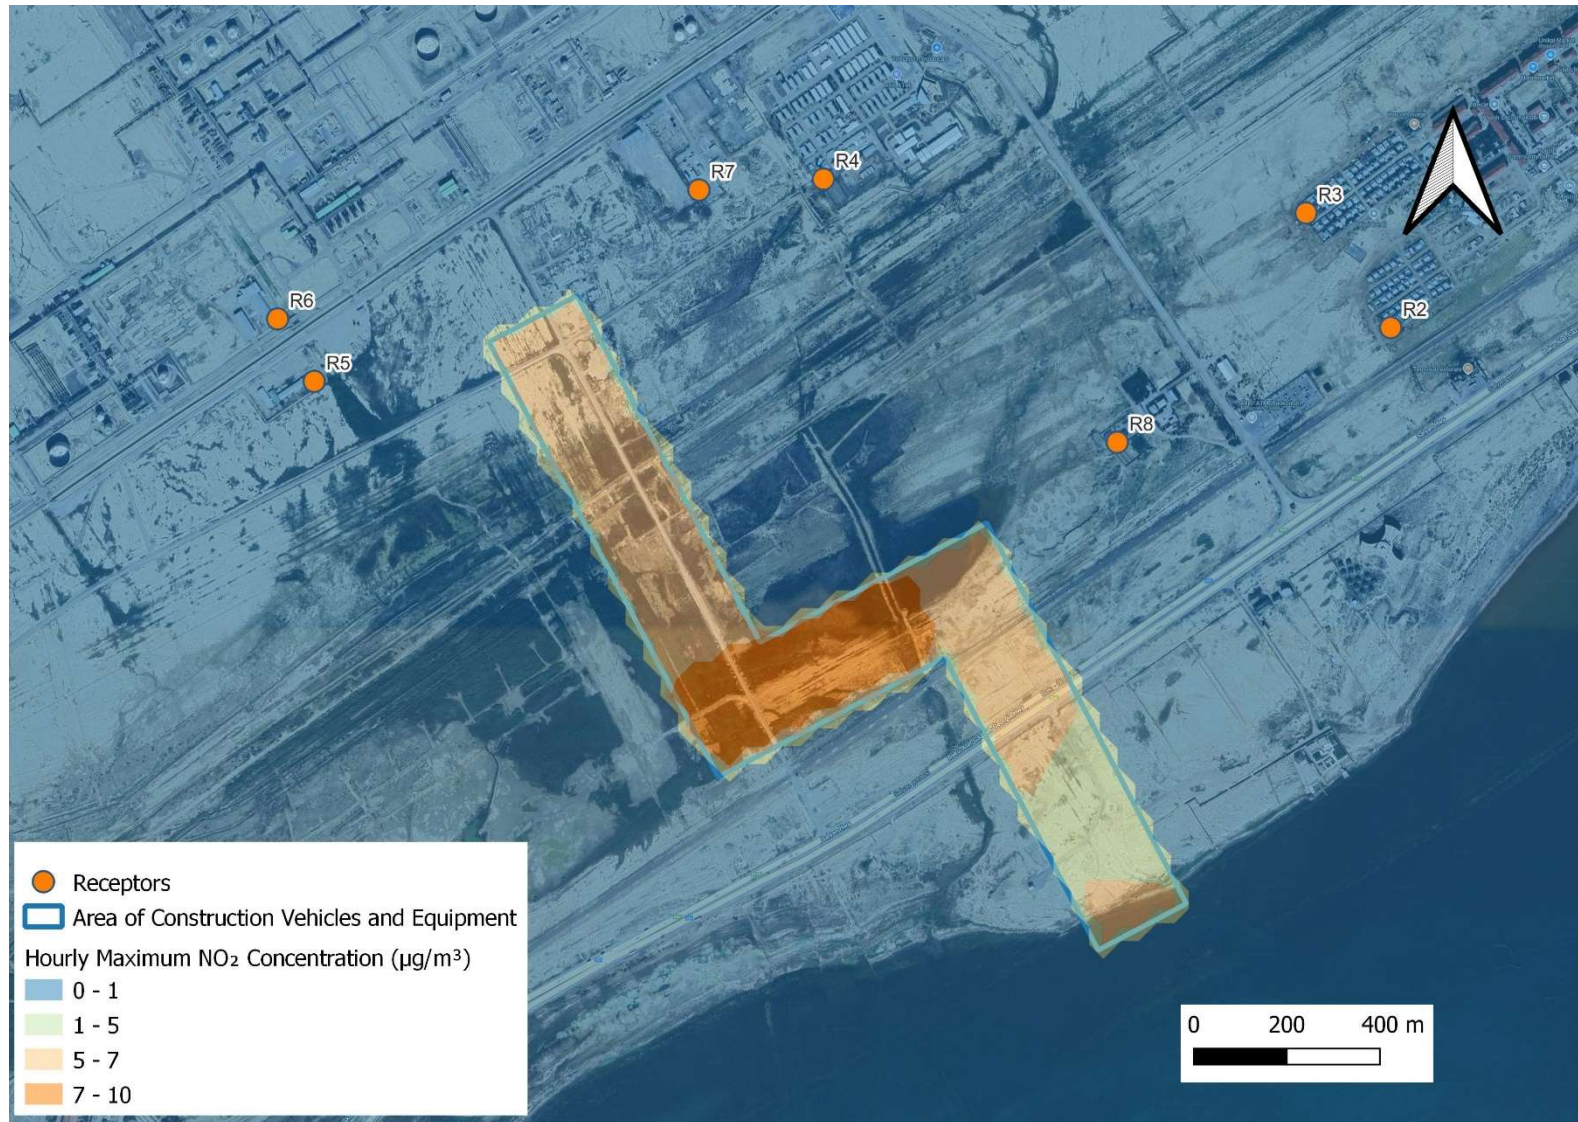 R7
R4
R3
R6
R2
R5
R8
Receptors
Area of Construction Vehicles and Equipment
Hourly Maximum NO₂ Concentration (µg/m³)
0 - 1
1 - 5
5 - 7
7 - 10
0 200 400 m